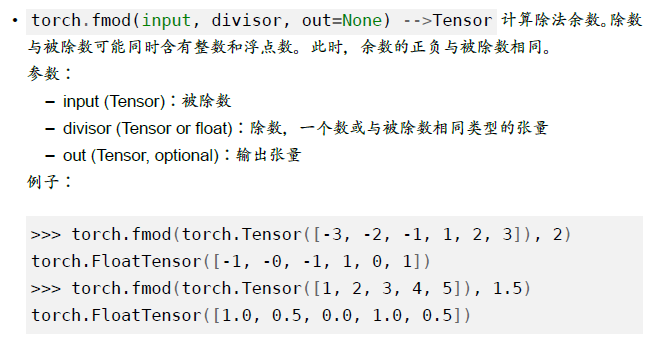 • torch.fmod(input, divisor, out=None) -->Tensor 计算除法余数。除数
与被除数可能同时含有整数和浮点数。此时，余数的正负与被除数相同。
参数：
– input (Tensor)：被除数
– divisor (Tensor or float)：除数，一个数或与被除数相同类型的张量
– out (Tensor, optional)：输出张量
例子：
>>> torch.fmod(torch.Tensor([-3, -2, -1, 1, 2, 3]), 2)
torch.FloatTensor([-1, -0, -1, 1, 0, 1])
>>> torch.fmod(torch.Tensor([1, 2, 3, 4, 5]), 1.5)
torch.FloatTensor([1.0, 0.5, 0.0, 1.0, 0.5])